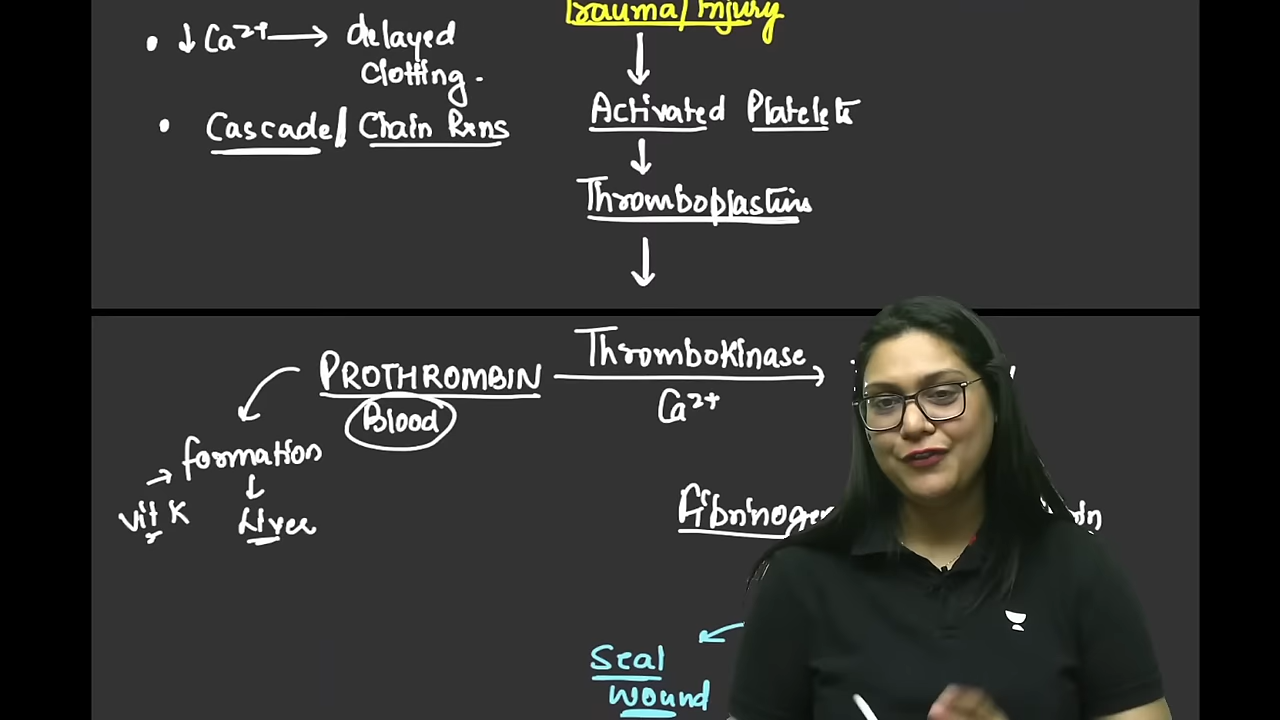 • ↓ Ca²⁺ → delayed
clotting.
• Cascade/ Chain Rxns
Trauma/Injury
↓
Activated Platelets
↓
Thromboplastins
↓
PROTHROMBIN
Blood
Thrombokinase
Ca²⁺
formation
Vit K
Liver
Seal
wound